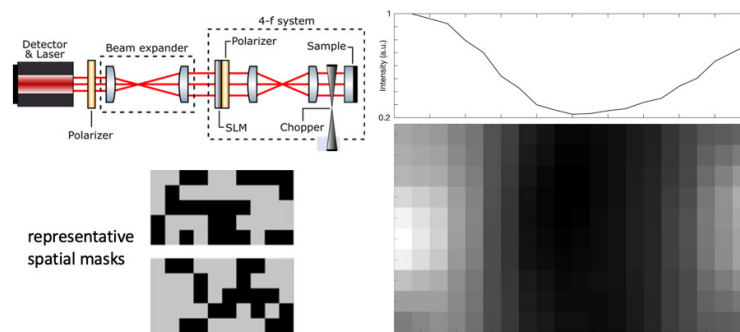 4-f system
Detector
& Laser
Beam expander
Polarizer
Sample
Polarizer
SLM
Chopper
representative
spatial masks
1
Intensity (a.u.)
0.2